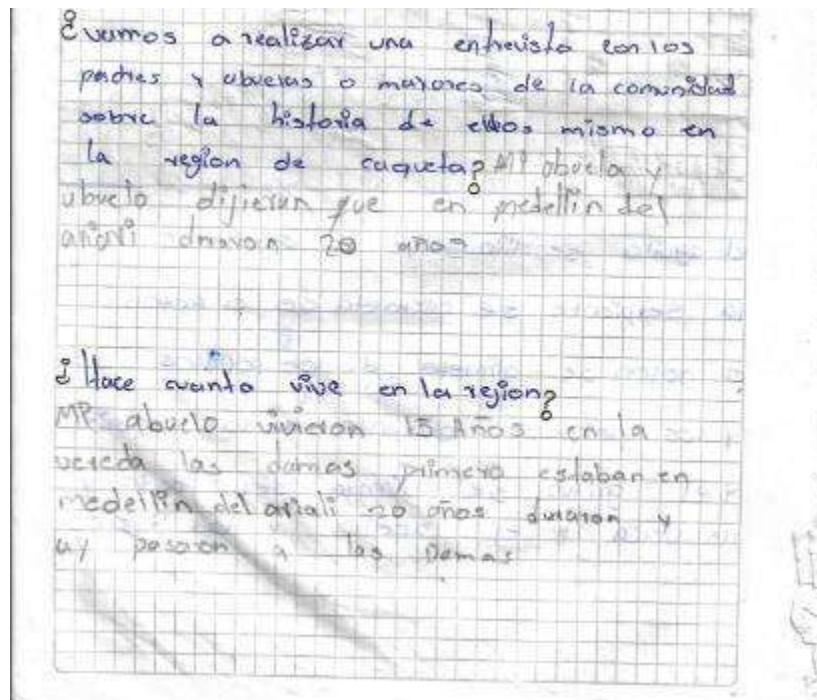 ¿vamos a realizar una entrevista con los
padres y abuelas o mayores de la comunidad
sobre la historia de ellos mismo en
la region de caqueta? MI abuela y
abuelo dijieron que en medellin del
duraron 20 años
¿Hace cuanto vive en la rejion?
MI abuelo vivieron 15 Años en la
vereda las damas primero estaban en
medellin del ariali 20 años duraron y
ay pasaron a las Damas